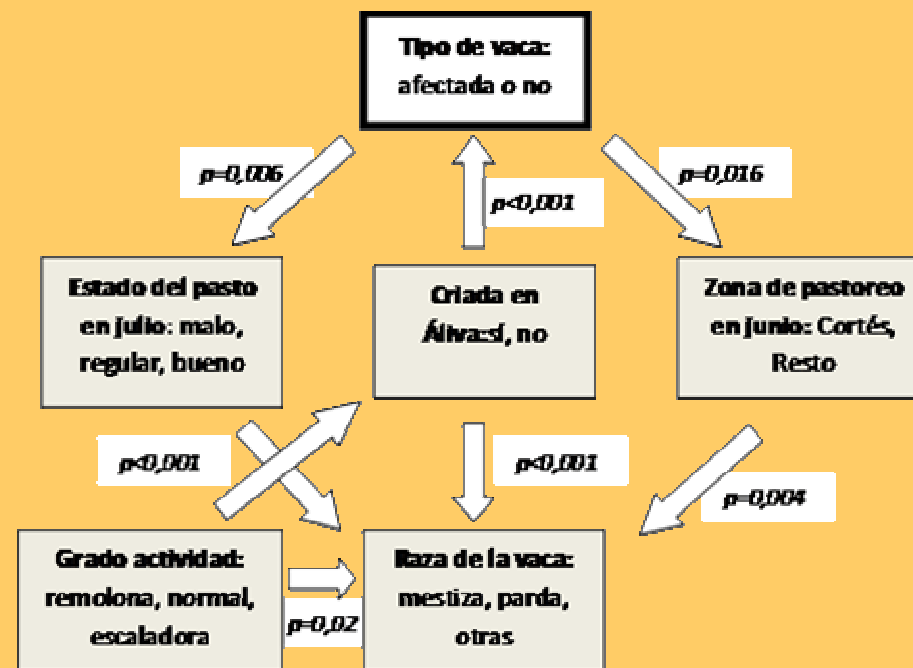 Tipo de vaca:
afectada o no
p=0,006
p<0,001
p=0,016
Estado del pasto
en julio: malo,
regular, bueno
Criada en
Áliva:sí, no
Zona de pastoreo
en junio: Cortés,
Resto
p<0,001
p<0,001
p=0,004
Grado actividad:
remolona, normal,
escaladora
p=0,02
Raza de la vaca:
mestiza, parda,
otras